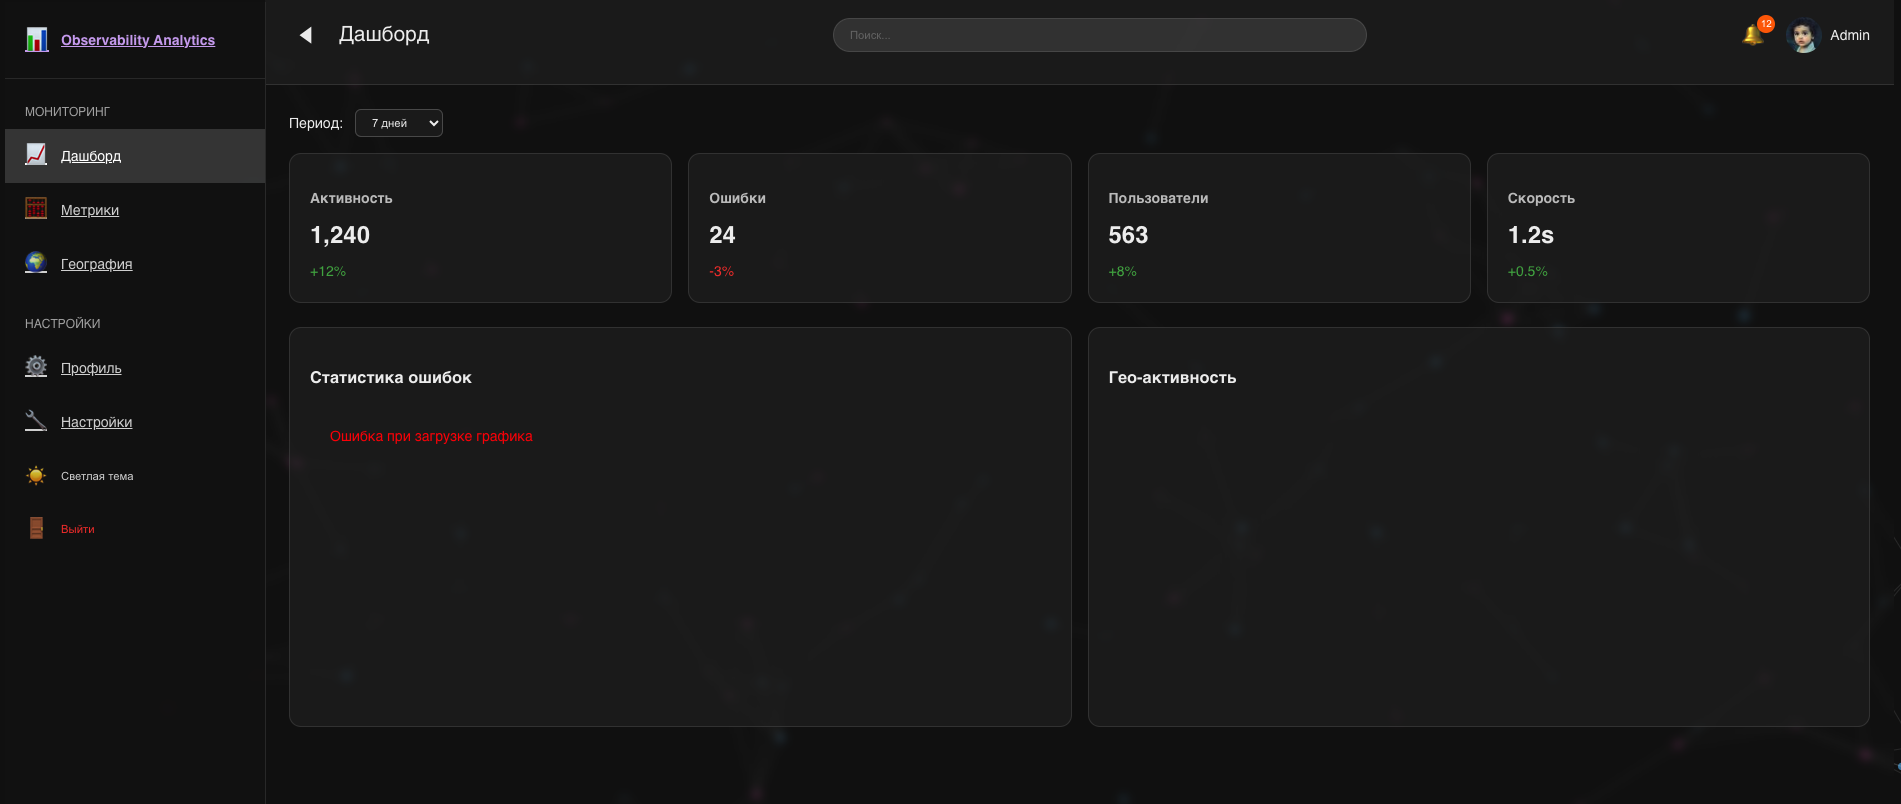 Observability Analytics
МОНИТОРИНГ
Дашборд
Метрики
География
НАСТРОЙКИ
Профиль
Настройки
Светлая тема
Выйти
Дашборд
Поиск...
12
Admin
Период:
7 дней
Активность
1,240
+12%
Ошибки
24
-3%
Пользователи
563
+8%
Скорость
1.2s
+0.5%
Статистика ошибок
Ошибка при загрузке графика
Гео-активность